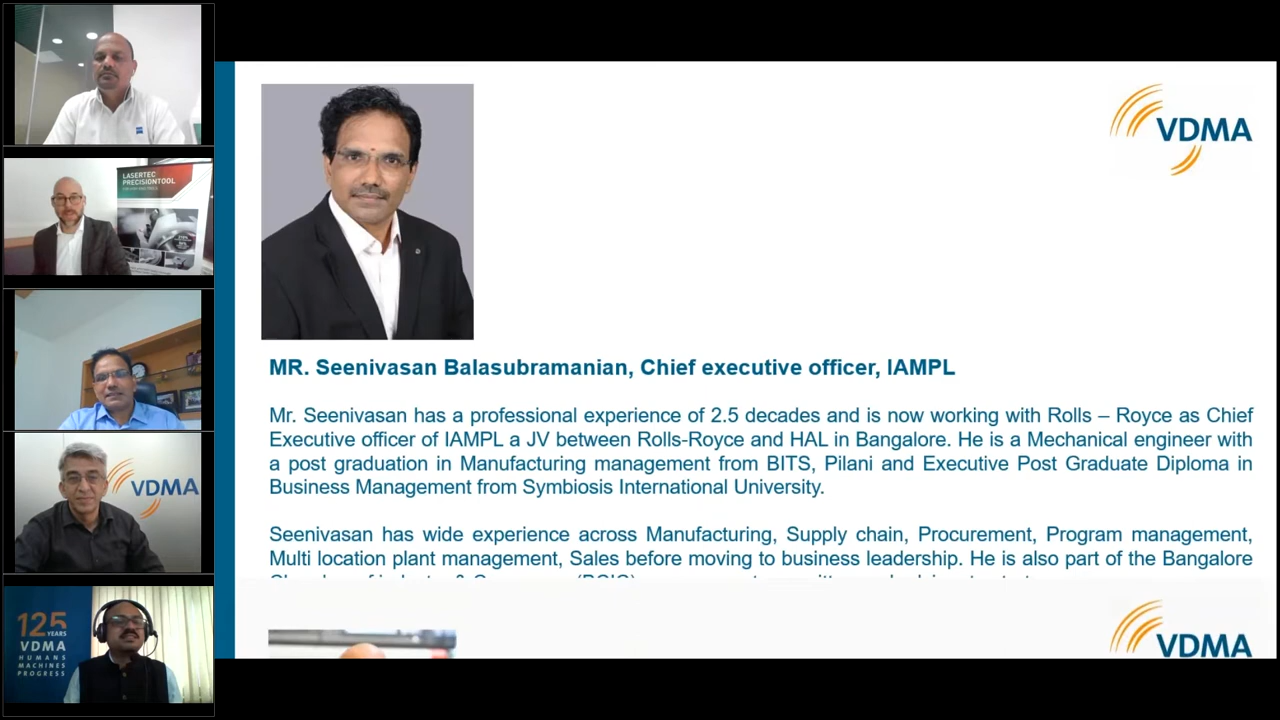 LASERTEC
PRECISIONTOOL
VDMA
125
YEARS
VDMA
HUMANS
MACHINES
PROGRESS
VDMA
MR. Seenivasan Balasubramanian, Chief executive officer, IAMPL
Mr. Seenivasan has a professional experience of 2.5 decades and is now working with Rolls – Royce as Chief
Executive officer of IAMPL a JV between Rolls-Royce and HAL in Bangalore. He is a Mechanical engineer with
a post graduation in Manufacturing management from BITS, Pilani and Executive Post Graduate Diploma in
Business Management from Symbiosis International University.
Seenivasan has wide experience across Manufacturing, Supply chain, Procurement, Program management,
Multi location plant management, Sales before moving to business leadership. He is also part of the Bangalore
VDMA